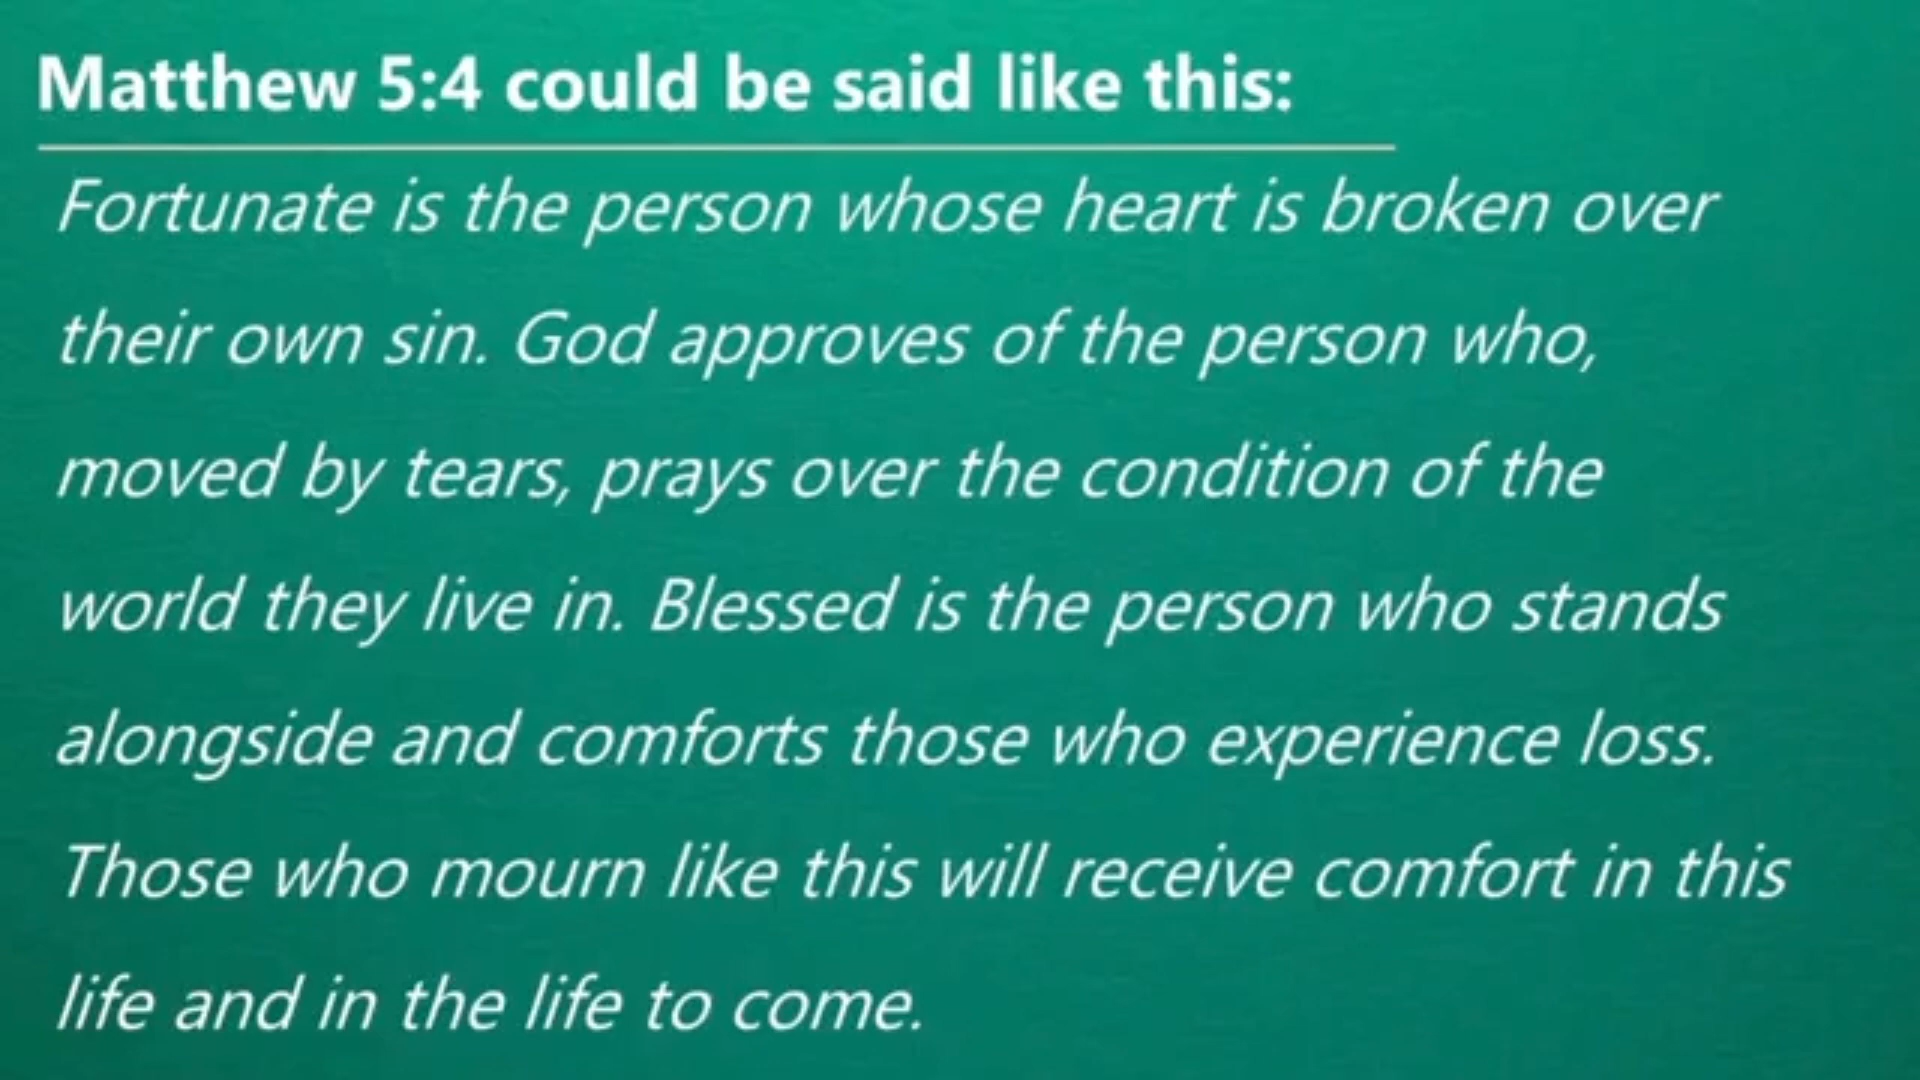 Matthew 5:4 could be said like this:
Fortunate is the person whose heart is broken over
their own sin. God approves of the person who,
moved by tears, prays over the condition of the
world they live in. Blessed is the person who stands
alongside and comforts those who experience loss.
Those who mourn like this will receive comfort in this
life and in the life to come.